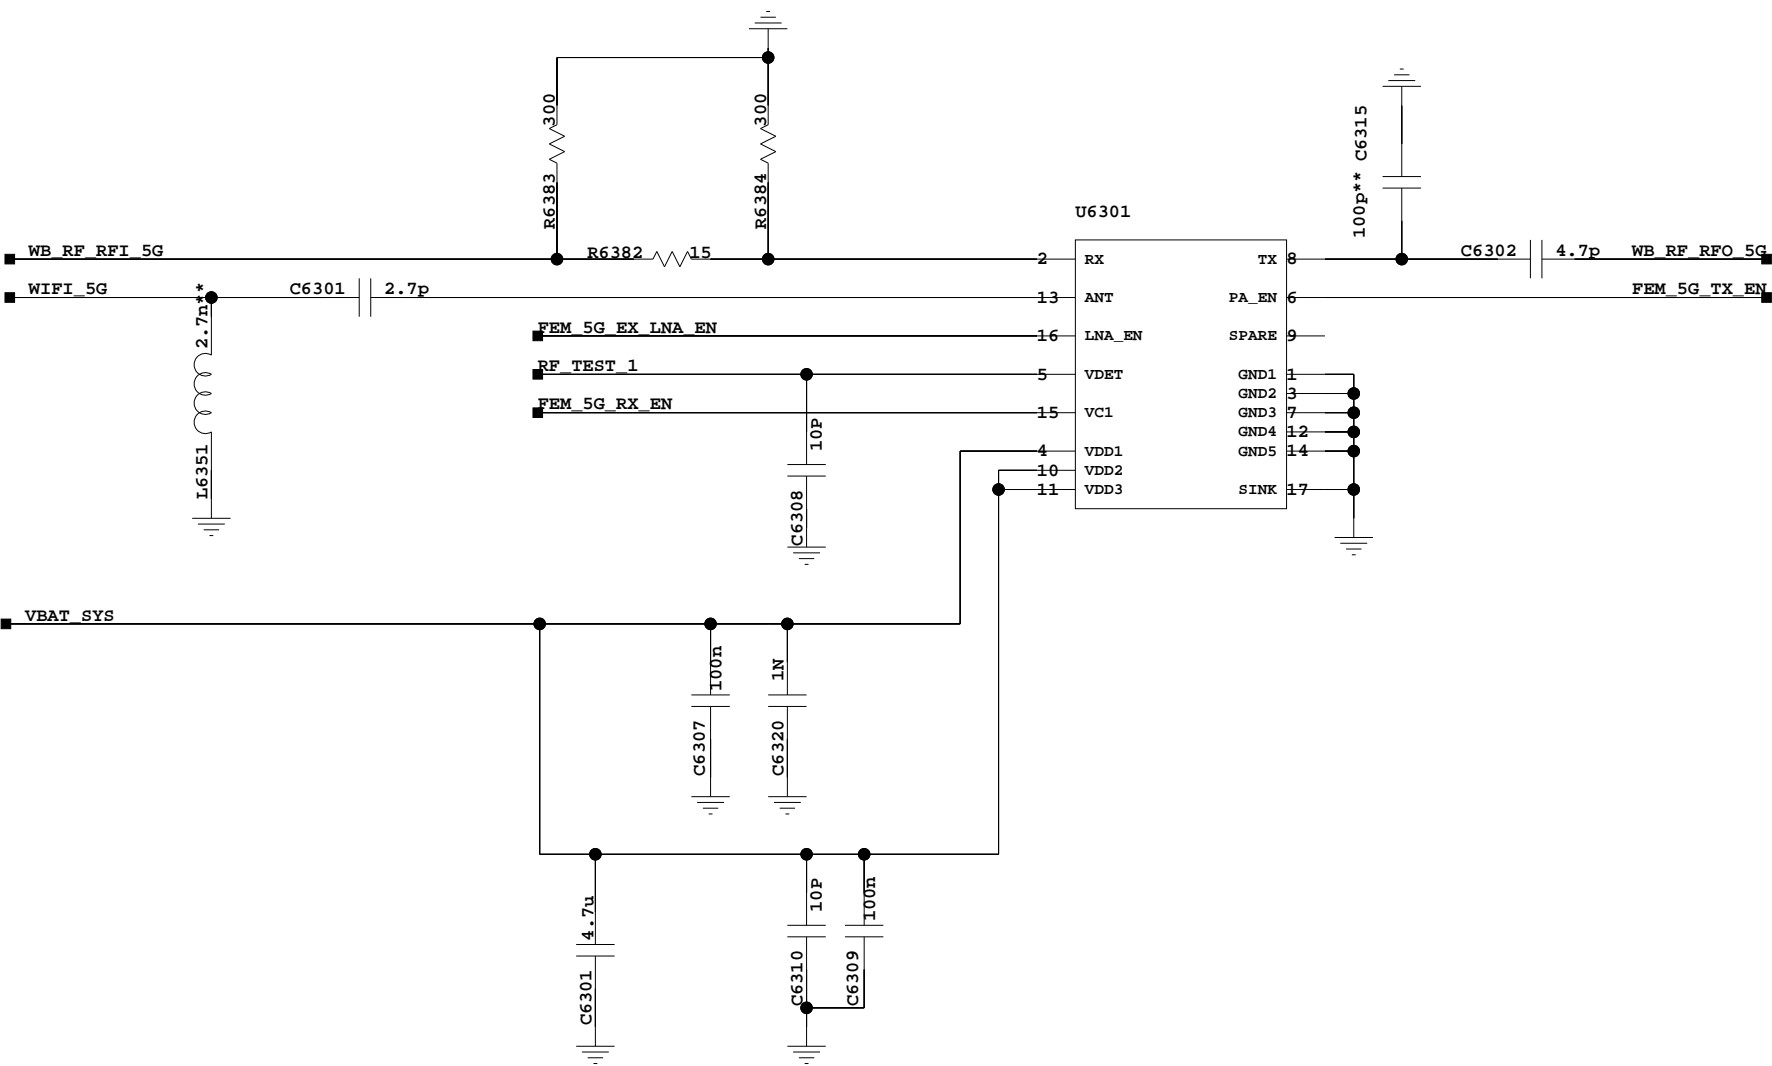 300
300
R6383
R6384
100p** C6315
U6301
WB_RF_RFI_5G
R6382 15
2 RX
TX 8
C6302 4.7p
WB_RF_RFO_5G
WIFI_5G
C6301 2.7p
13 ANT
PA_EN 6
FEM_5G_TX_EN
2.7n**
L6351
FEM_5G_EX_LNA_EN
16 LNA_EN
SPARE 9
RF_TEST_1
5 VDET
GND1 1
GND2 3
FEM_5G_RX_EN
15 VC1
GND3 7
GND4 12
10P
C6308
4 VDD1
GND5 14
10 VDD2
11 VDD3
SINK 17
VBAT_SYS
100n
C6307
1N
C6320
4.7u
C6301
10P
C6310
100n
C6309